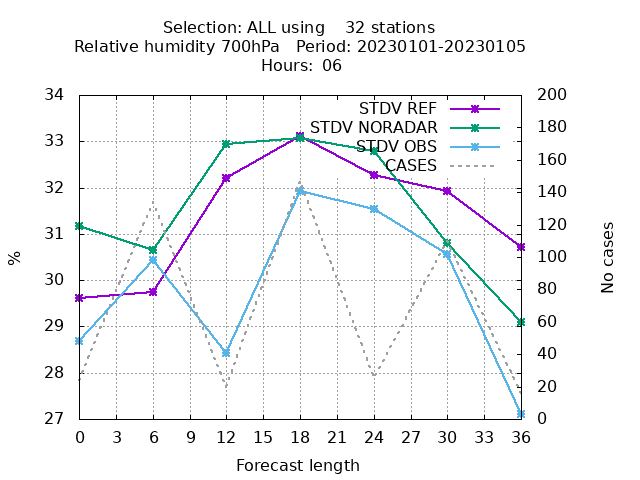 Selection: ALL using    32 stations
Relative humidity 700hPa   Period: 20230101-20230105
Hours: 06
34
33
32
31
30
29
28
27
%
STDV REF
STDV NORADAR
STDV OBS
CASES
200
180
160
140
120
100
80
60
40
20
0
No cases
0 3 6 9 12 15 18 21 24 27 30 33 36
Forecast length